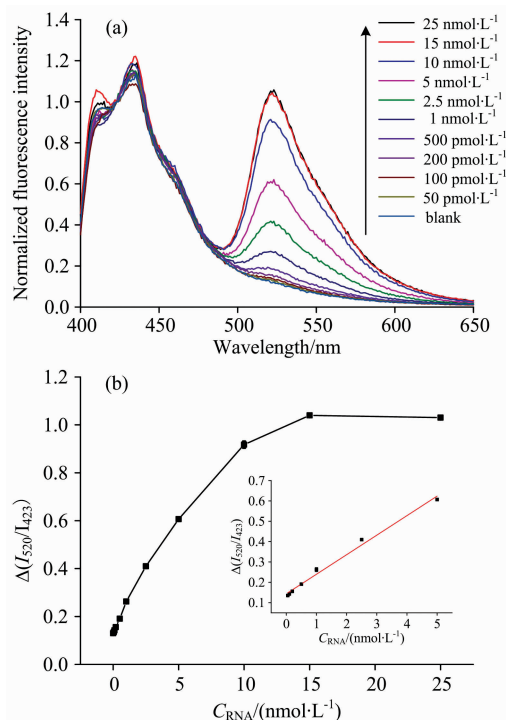 (a)
25 nmol·L⁻¹
15 nmol·L⁻¹
10 nmol·L⁻¹
5 nmol·L⁻¹
2.5 nmol·L⁻¹
1 nmol·L⁻¹
500 pmol·L⁻¹
200 pmol·L⁻¹
100 pmol·L⁻¹
50 pmol·L⁻¹
blank
Normalized fluorescence intensity
1.4
1.2
1.0
0.8
0.6
0.4
0.2
0.0
400 450 500 550 600 650
Wavelength/nm
(b)
Δ(I₅₂₀/I₄₂₃)
1.2
1.0
0.8
0.6
0.4
0.2
0.0
0 5 10 15 20 25
C_RNA/(nmol·L⁻¹)
Δ(I₅₂₀/I₄₂₃)
0.7
0.6
0.5
0.4
0.3
0.2
0.1
0 1 2 3 4 5
C_RNA/(nmol·L⁻¹)